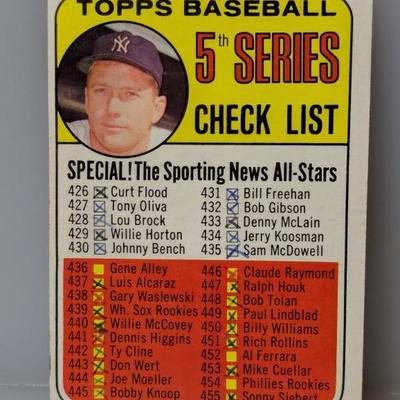 TOPPS BASEBALL
5th SERIES
CHECK LIST
SPECIAL! The Sporting News All-Stars
426 Curt Flood
427 Tony Oliva
428 Lou Brock
429 Willie Horton
430 Johnny Bench
431 Bill Freehan
432 Bob Gibson
433 Denny McLain
434 Jerry Koosman
435 Sam McDowell
436 Gene Alley
437 Luis Alcaraz
438 Gary Waslewski
439 Wh. Sox Rookies
440 Willie McCovey
441 Dennis Higgins
442 Ty Cline
443 Don Wert
444 Joe Moeller
445 Bobby Knoop
446 Claude Raymond
447 Ralph Houk
448 Bob Tolan
449 Paul Lindblad
450 Billy Williams
451 Rich Rollins
452 Al Ferrara
453 Mike Cuellar
454 Phillies Rookies
455 Sonny Siebert